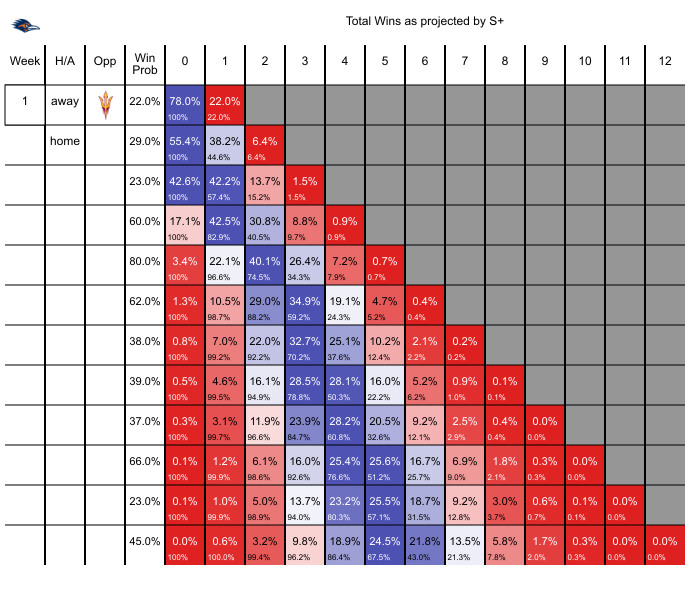 Total Wins as projected by S+
Week H/A Opp Win Prob 0 1 2 3 4 5 6 7 8 9 10 11 12
1 away 22.0% 78.0% 22.0%
100% 22.0%
home 29.0% 55.4% 38.2% 6.4%
100% 44.6% 6.4%
23.0% 42.6% 42.2% 13.7% 1.5%
100% 57.4% 15.2% 1.5%
60.0% 17.1% 42.5% 30.8% 8.8% 0.9%
100% 82.9% 40.5% 9.7% 0.9%
80.0% 3.4% 22.1% 40.1% 26.4% 7.2% 0.7%
100% 96.6% 74.5% 34.3% 7.9% 0.7%
62.0% 1.3% 10.5% 29.0% 34.9% 19.1% 4.7% 0.4%
100% 98.7% 88.2% 59.2% 24.3% 5.2% 0.4%
38.0% 0.8% 7.0% 22.0% 32.7% 25.1% 10.2% 2.1% 0.2%
100% 99.2% 92.2% 70.2% 37.6% 12.4% 2.2% 0.2%
39.0% 0.5% 4.6% 16.1% 28.5% 28.1% 16.0% 5.2% 0.9% 0.1%
100% 99.5% 94.9% 78.8% 50.3% 22.2% 6.2% 1.0% 0.1%
37.0% 0.3% 3.1% 11.9% 23.9% 28.2% 20.5% 9.2% 2.5% 0.4% 0.0%
100% 99.7% 96.6% 84.7% 60.8% 32.6% 12.1% 2.9% 0.4% 0.0%
66.0% 0.1% 1.2% 6.1% 16.0% 25.4% 25.6% 16.7% 6.9% 1.8% 0.3% 0.0%
100% 99.9% 98.6% 92.6% 76.6% 51.2% 25.7% 9.0% 2.1% 0.3% 0.0%
23.0% 0.1% 1.0% 5.0% 13.7% 23.2% 25.5% 18.7% 9.2% 3.0% 0.6% 0.1% 0.0%
100% 99.9% 98.9% 94.0% 80.3% 57.1% 31.5% 12.8% 3.7% 0.7% 0.1% 0.0%
45.0% 0.0% 0.6% 3.2% 9.8% 18.9% 24.5% 21.8% 13.5% 5.8% 1.7% 0.3% 0.0% 0.0%
100% 100.0% 99.4% 96.2% 86.4% 67.5% 43.0% 21.3% 7.8% 2.0% 0.3% 0.0% 0.0%